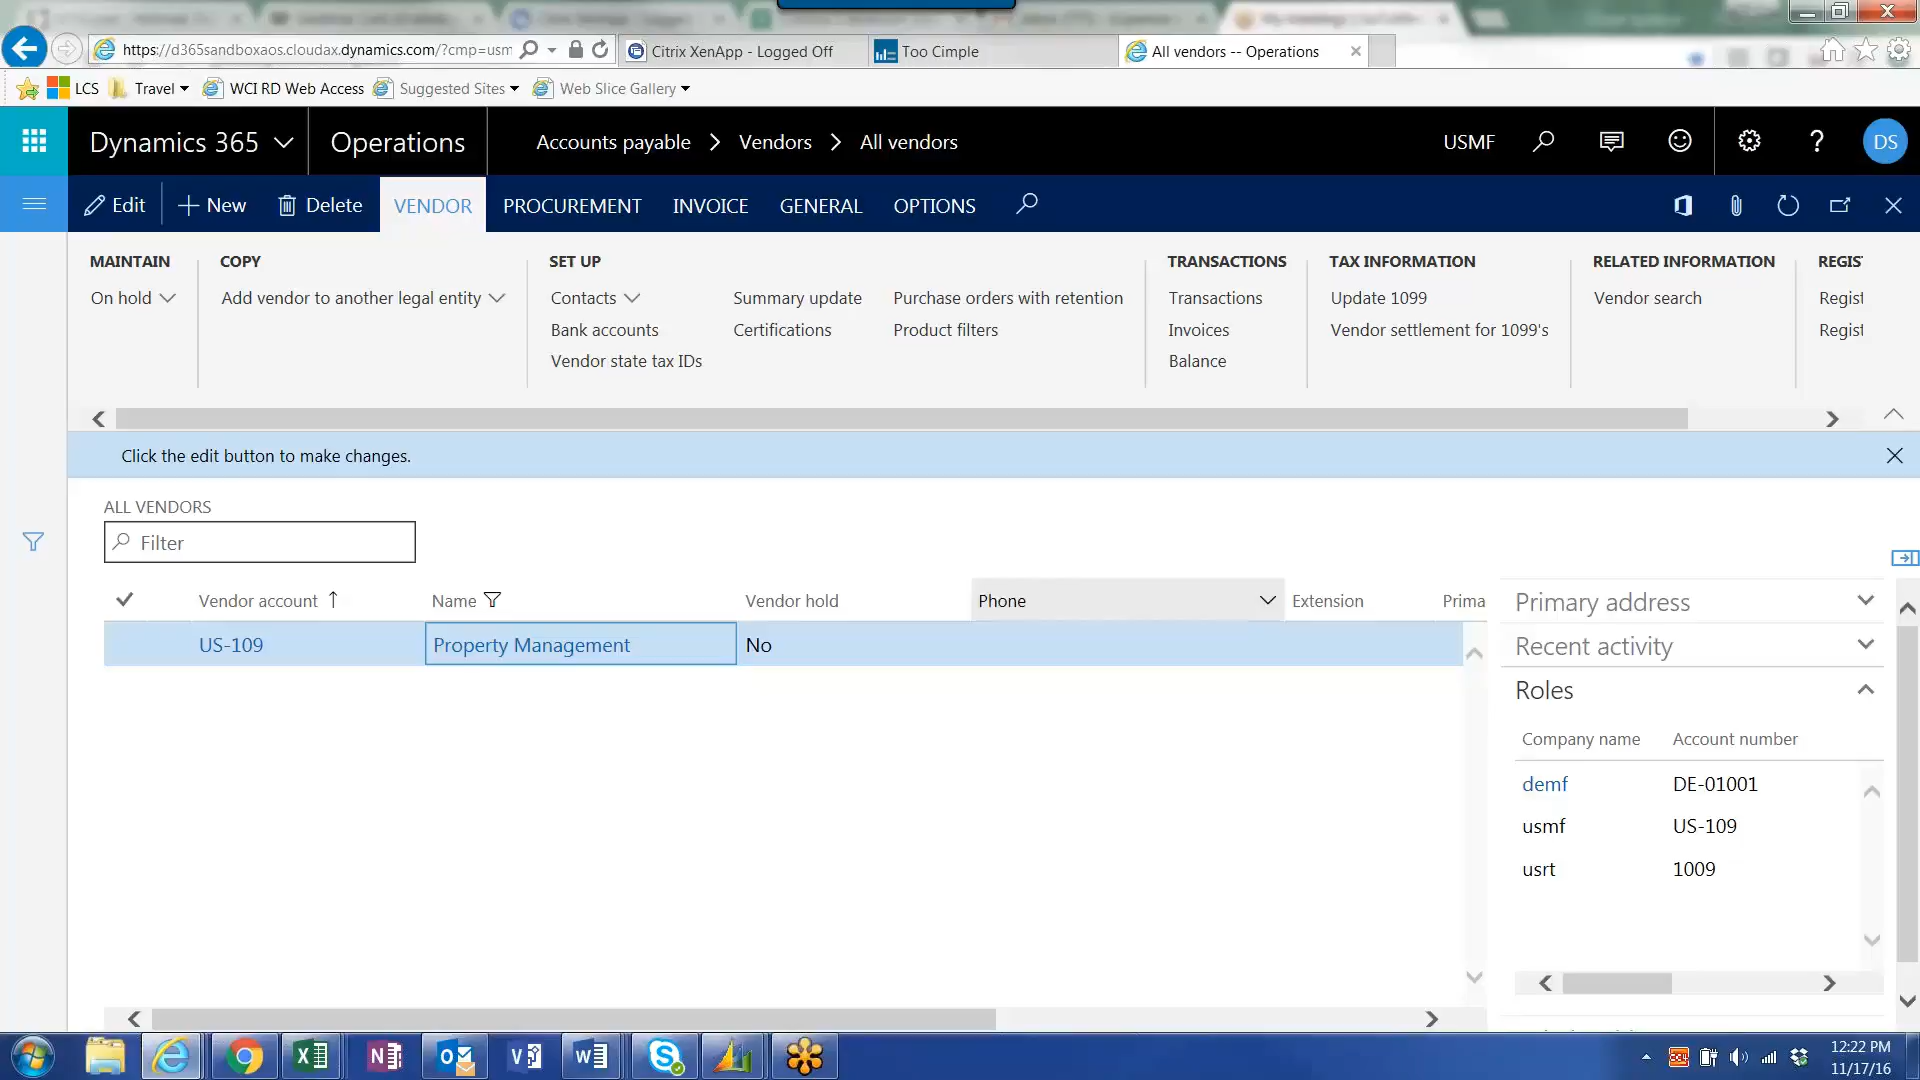 https://d365sandboxaos.cloudax.dynamics.com/?cmp=usm
Citrix XenApp - Logged Off
Too Cimple
All vendors -- Operations
LCS
Travel
WCI RD Web Access
Suggested Sites
Web Slice Gallery
Dynamics 365
Operations
Accounts payable
Vendors
All vendors
USMF
?
DS
Edit
New
Delete
VENDOR
PROCUREMENT
INVOICE
GENERAL
OPTIONS
MAINTAIN
On hold
COPY
Add vendor to another legal entity
SET UP
Contacts
Bank accounts
Vendor state tax IDs
Summary update
Certifications
Purchase orders with retention
Product filters
TRANSACTIONS
Transactions
Invoices
Balance
TAX INFORMATION
Update 1099
Vendor settlement for 1099's
RELATED INFORMATION
Vendor search
REGIS
Regist
Regist
Click the edit button to make changes.
ALL VENDORS
Filter
Vendor account
Name
Vendor hold
Phone
Extension
Prima
US-109
Property Management
No
Primary address
Recent activity
Roles
Company name
Account number
demf
DE-01001
usmf
US-109
usrt
1009
12:22 PM
11/17/16